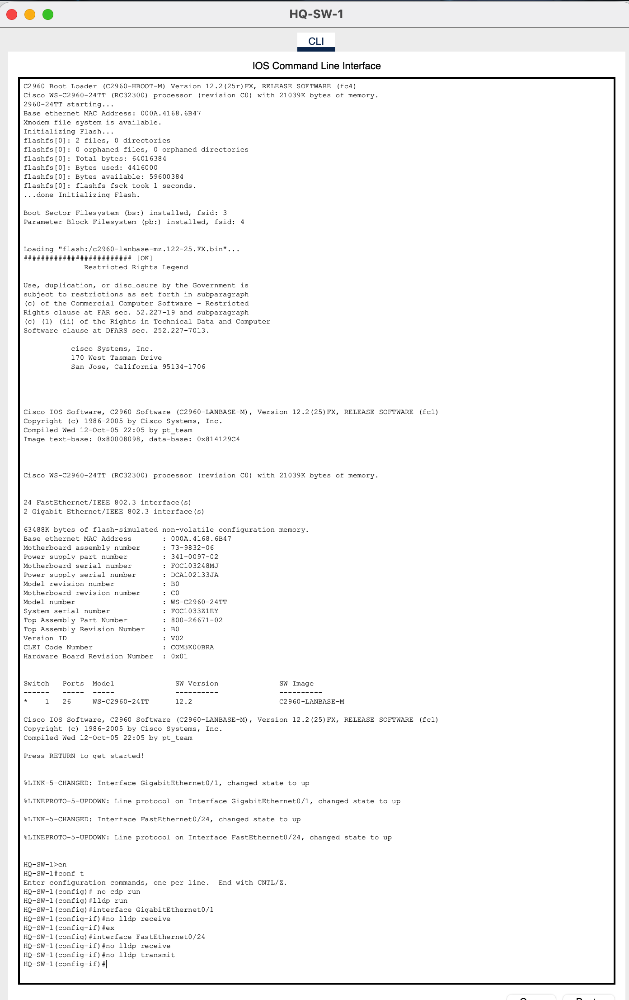 HQ-SW-1
CLI
IOS Command Line Interface
C2960 Boot Loader (C2960-HBOOT-M) Version 12.2(25r)FX, RELEASE SOFTWARE (fc4)
Cisco WS-C2960-24TT (RC32300) processor (revision C0) with 21039K bytes of memory.
2960-24TT starting...
Base ethernet MAC Address: 000A.4168.6B47
Xmodem file system is available.
Initializing Flash...
flashfs[0]: 2 files, 0 directories
flashfs[0]: 0 orphaned files, 0 orphaned directories
flashfs[0]: Total bytes: 64016384
flashfs[0]: Bytes used: 4416000
flashfs[0]: Bytes available: 59600384
flashfs[0]: flashfs fsck took 1 seconds.
...done Initializing Flash.
Boot Sector Filesystem (bs:) installed, fsid: 3
Parameter Block Filesystem (pb:) installed, fsid: 4
Loading "flash:/c2960-lanbase-mz.122-25.FX.bin"...
######################### [OK]
Restricted Rights Legend
Use, duplication, or disclosure by the Government is
subject to restrictions as set forth in subparagraph
(c) of the Commercial Computer Software - Restricted
Rights clause at FAR sec. 52.227-19 and subparagraph
(c) (1) (ii) of the Rights in Technical Data and Computer
Software clause at DFARS sec. 252.227-7013.
cisco Systems, Inc.
170 West Tasman Drive
San Jose, California 95134-1706
Cisco IOS Software, C2960 Software (C2960-LANBASE-M), Version 12.2(25)FX, RELEASE SOFTWARE (fc1)
Copyright (c) 1986-2005 by Cisco Systems, Inc.
Compiled Wed 12-Oct-05 22:05 by pt_team
Image text-base: 0x80008098, data-base: 0x814129C4
Cisco WS-C2960-24TT (RC32300) processor (revision C0) with 21039K bytes of memory.
24 FastEthernet/IEEE 802.3 interface(s)
2 Gigabit Ethernet/IEEE 802.3 interface(s)
63488K bytes of flash-simulated non-volatile configuration memory.
Base ethernet MAC Address       : 000A.4168.6B47
Motherboard assembly number     : 73-9832-06
Power supply part number        : 341-0097-02
Motherboard serial number       : FOC103248MJ
Power supply serial number      : DCA102133JA
Model revision number           : B0
Motherboard revision number     : C0
Model number                    : WS-C2960-24TT
System serial number            : FOC1033Z1EY
Top Assembly Part Number        : 800-26671-02
Top Assembly Revision Number    : B0
Version ID                      : V02
CLEI Code Number                : COM3K00BRA
Hardware Board Revision Number  : 0x01
Switch   Ports  Model              SW Version              SW Image
------   -----  -----              ----------              ----------
*    1   26     WS-C2960-24TT      12.2                    C2960-LANBASE-M
Cisco IOS Software, C2960 Software (C2960-LANBASE-M), Version 12.2(25)FX, RELEASE SOFTWARE (fc1)
Copyright (c) 1986-2005 by Cisco Systems, Inc.
Compiled Wed 12-Oct-05 22:05 by pt_team
Press RETURN to get started!
%LINK-5-CHANGED: Interface GigabitEthernet0/1, changed state to up
%LINEPROTO-5-UPDOWN: Line protocol on Interface GigabitEthernet0/1, changed state to up
%LINK-5-CHANGED: Interface FastEthernet0/24, changed state to up
%LINEPROTO-5-UPDOWN: Line protocol on Interface FastEthernet0/24, changed state to up
HQ-SW-1>en
HQ-SW-1#conf t
Enter configuration commands, one per line.  End with CNTL/Z.
HQ-SW-1(config)# no cdp run
HQ-SW-1(config)#lldp run
HQ-SW-1(config)#interface GigabitEthernet0/1
HQ-SW-1(config-if)#no lldp receive
HQ-SW-1(config-if)#ex
HQ-SW-1(config)#interface FastEthernet0/24
HQ-SW-1(config-if)#no lldp receive
HQ-SW-1(config-if)#no lldp transmit
HQ-SW-1(config-if)#